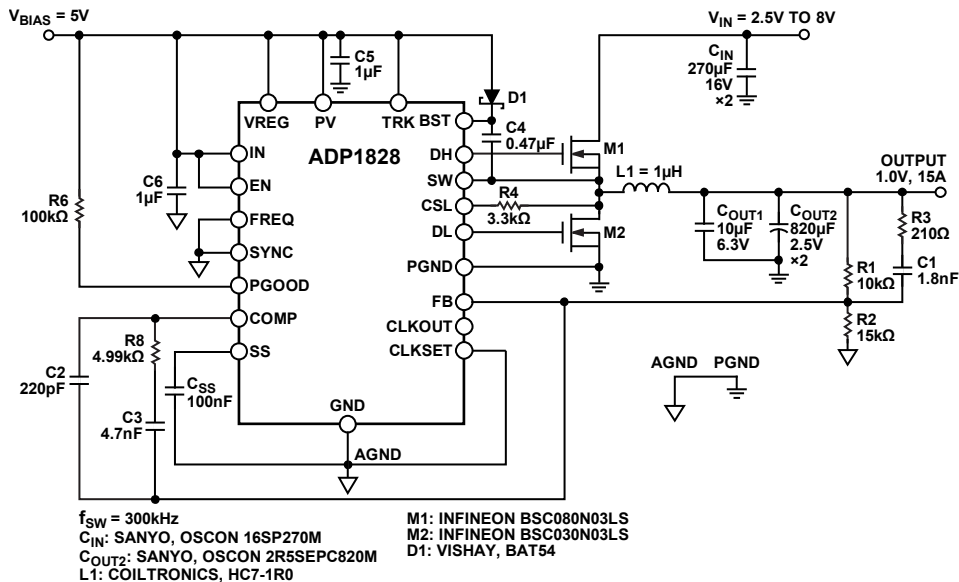 VBIAS = 5V
VIN = 2.5V TO 8V
C5
1µF
CIN
270µF
16V
×2
D1
VREG
PV
TRK
BST
C4
0.47µF
ADP1828
IN
DH
M1
EN
SW
L1 = 1µH
OUTPUT
1.0V, 15A
C6
1µF
R6
100kΩ
FREQ
CSL
R4
3.3kΩ
COUT1
10µF
6.3V
COUT2
820µF
2.5V
×2
R3
210Ω
SYNC
DL
M2
PGOOD
PGND
R1
10kΩ
C1
1.8nF
COMP
FB
R8
4.99kΩ
SS
CLKOUT
R2
15kΩ
CLKSET
C2
220pF
CSS
100nF
AGND PGND
C3
4.7nF
GND
AGND
fSW = 300kHz
CIN: SANYO, OSCON 16SP270M
COUT2: SANYO, OSCON 2R5SEPC820M
L1: COILTRONICS, HC7-1R0
M1: INFINEON BSC080N03LS
M2: INFINEON BSC030N03LS
D1: VISHAY, BAT54